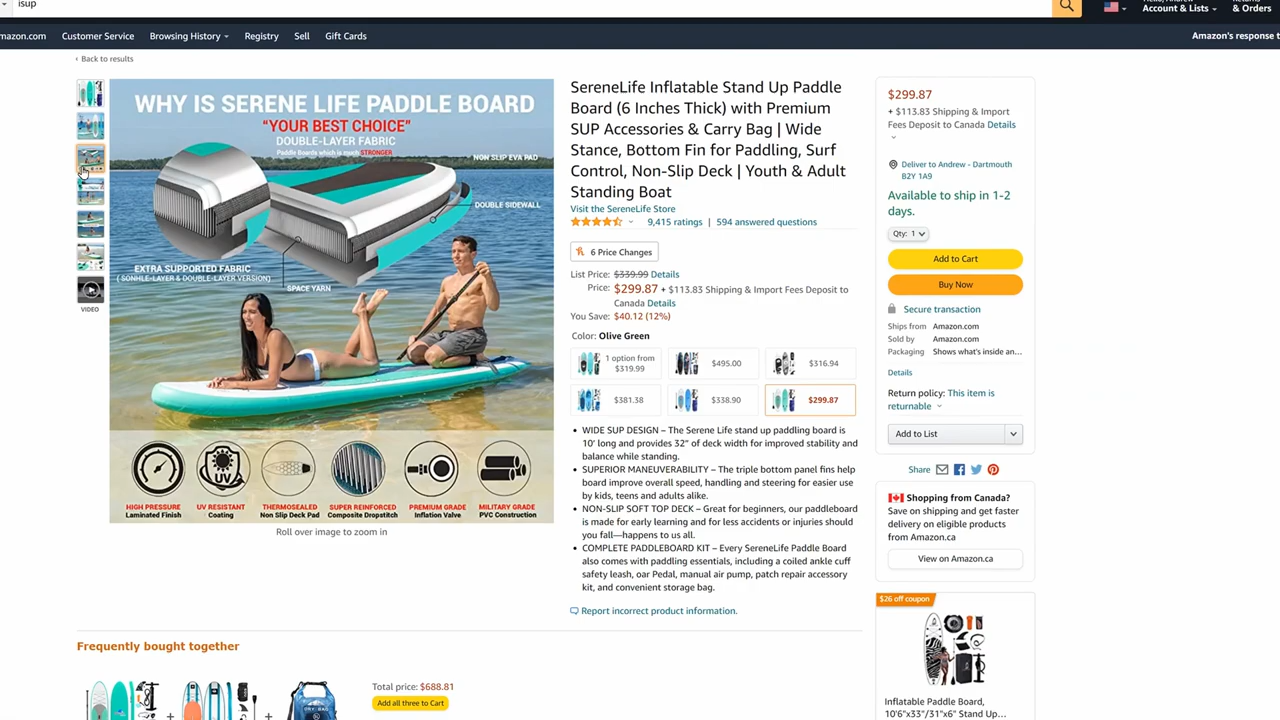 isup
Account & Lists
& Orders
mazon.com
Customer Service
Browsing History
Registry
Sell
Gift Cards
Amazon's response t
‹ Back to results
WHY IS SERENE LIFE PADDLE BOARD
"YOUR BEST CHOICE"
DOUBLE-LAYER FABRIC
Paddle Boards which is much STRONGER
NON SLIP EVA PAD
DOUBLE SIDEWALL
EXTRA SUPPORTED FABRIC
( SONHLE-LAYER & DOUBLE-LAYER VERSION)
SPACE YARN
HIGH PRESSURE
Laminated Finish
UV RESISTANT
Coating
THERMOSEALED
Non Slip Deck Pad
SUPER REINFORCED
Composite Dropstitch
PREMIUM GRADE
Inflation Valve
MILITARY GRADE
PVC Construction
VIDEO
Roll over image to zoom in
SereneLife Inflatable Stand Up Paddle
Board (6 Inches Thick) with Premium
SUP Accessories & Carry Bag | Wide
Stance, Bottom Fin for Paddling, Surf
Control, Non-Slip Deck | Youth & Adult
Standing Boat
Visit the SereneLife Store
9,415 ratings | 594 answered questions
6 Price Changes
List Price: $339.99 Details
Price: $299.87 + $113.83 Shipping & Import Fees Deposit to
Canada Details
You Save: $40.12 (12%)
Color: Olive Green
1 option from
$319.99
$495.00
$316.94
$381.38
$338.90
$299.87
• WIDE SUP DESIGN – The Serene Life stand up paddling board is
10' long and provides 32" of deck width for improved stability and
balance while standing.
• SUPERIOR MANEUVERABILITY – The triple bottom panel fins help
board improve overall speed, handling and steering for easier use
by kids, teens and adults alike.
• NON-SLIP SOFT TOP DECK – Great for beginners, our paddleboard
is made for early learning and for less accidents or injuries should
you fall—happens to us all.
• COMPLETE PADDLEBOARD KIT – Every SereneLife Paddle Board
also comes with paddling essentials, including a coiled ankle cuff
safety leash, oar Pedal, manual air pump, patch repair accessory
kit, and convenient storage bag.
Report incorrect product information.
$299.87
+ $113.83 Shipping & Import
Fees Deposit to Canada Details
Deliver to Andrew - Dartmouth
B2Y 1A9
Available to ship in 1-2
days.
Qty: 1
Add to Cart
Buy Now
Secure transaction
Ships from Amazon.com
Sold by Amazon.com
Packaging Shows what's inside an...
Details
Return policy: This item is
returnable
Add to List
Share
Shopping from Canada?
Save on shipping and get faster
delivery on eligible products
from Amazon.ca
View on Amazon.ca
$26 off coupon
Inflatable Paddle Board,
10'6"x33"/31"x6" Stand Up...
Frequently bought together
+
+
Total price: $688.81
Add all three to Cart